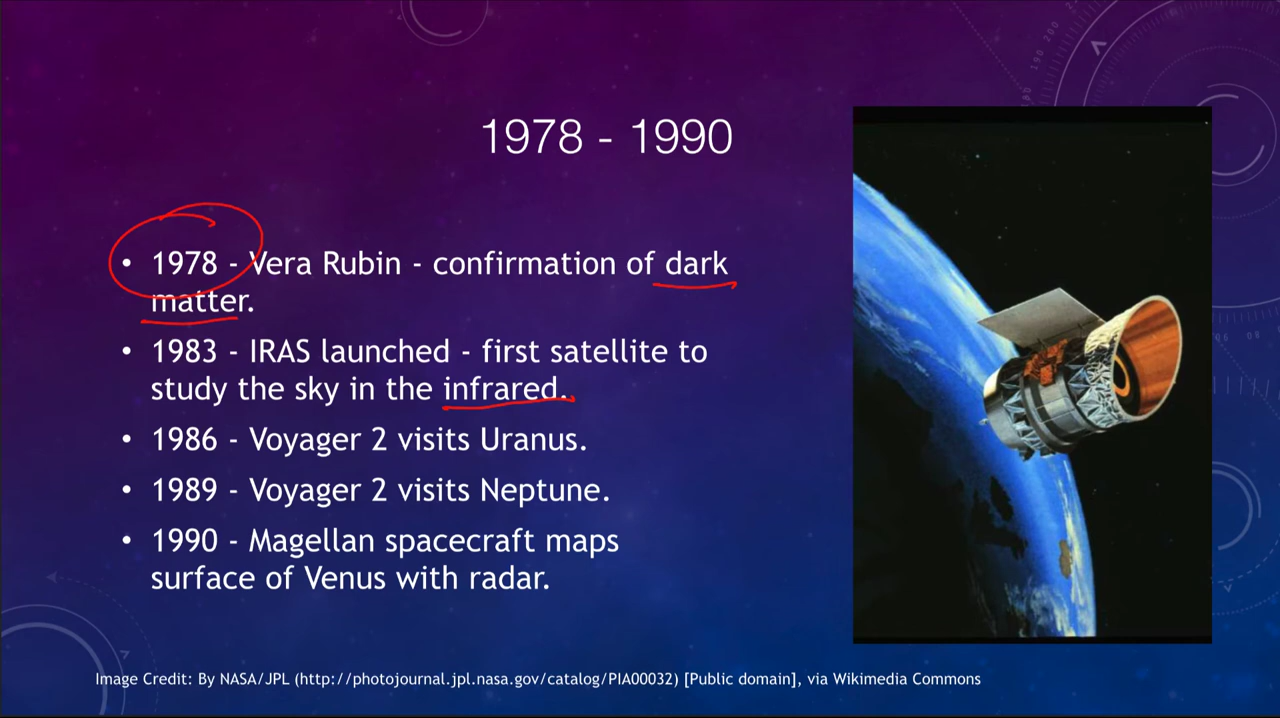 1978 - 1990
• 1978 - Vera Rubin - confirmation of dark
matter.
• 1983 - IRAS launched - first satellite to
study the sky in the infrared.
• 1986 - Voyager 2 visits Uranus.
• 1989 - Voyager 2 visits Neptune.
• 1990 - Magellan spacecraft maps
surface of Venus with radar.
Image Credit: By NASA/JPL (http://photojournal.jpl.nasa.gov/catalog/PIA00032) [Public domain], via Wikimedia Commons